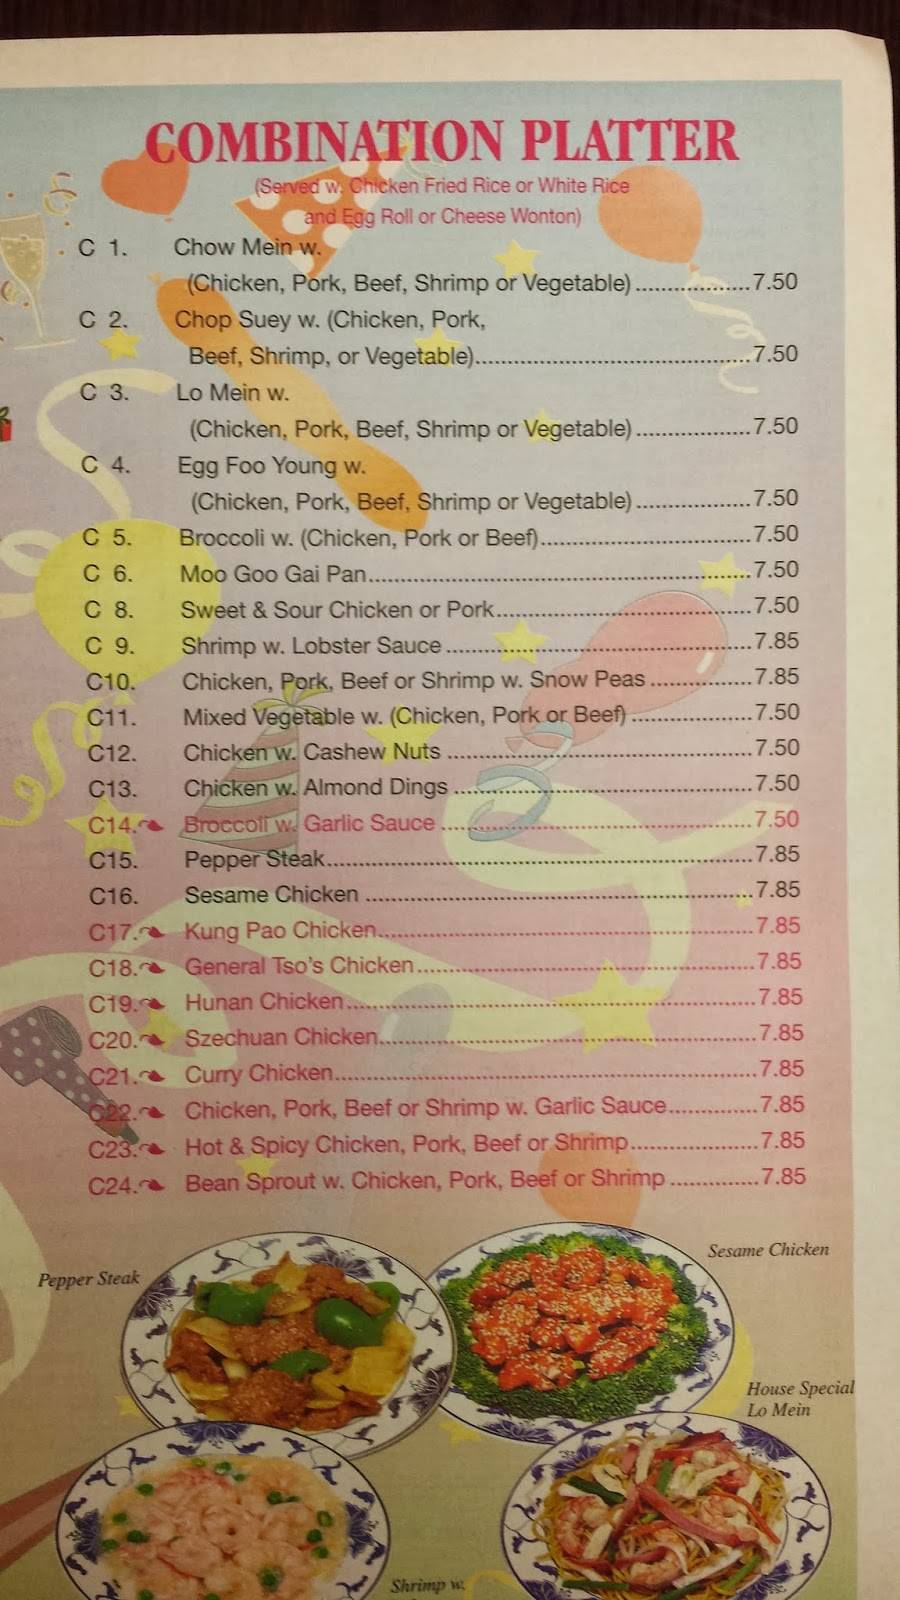 COMBINATION PLATTER
(Served w. Chicken Fried Rice or White Rice
and Egg Roll or Cheese Wonton)
C 1. Chow Mein w.
(Chicken, Pork, Beef, Shrimp or Vegetable)..................7.50
C 2. Chop Suey w. (Chicken, Pork,
Beef, Shrimp, or Vegetable)..........................................7.50
C 3. Lo Mein w.
(Chicken, Pork, Beef, Shrimp or Vegetable)..................7.50
C 4. Egg Foo Young w.
(Chicken, Pork, Beef, Shrimp or Vegetable)..................7.50
C 5. Broccoli w. (Chicken, Pork or Beef).................................7.50
C 6. Moo Goo Gai Pan............................................................7.50
C 8. Sweet & Sour Chicken or Pork........................................7.50
C 9. Shrimp w. Lobster Sauce................................................7.85
C10. Chicken, Pork, Beef or Shrimp w. Snow Peas................7.85
C11. Mixed Vegetable w. (Chicken, Pork or Beef)...................7.50
C12. Chicken w. Cashew Nuts................................................7.50
C13. Chicken w. Almond Dings...............................................7.50
C14. Broccoli w. Garlic Sauce.................................................7.50
C15. Pepper Steak...................................................................7.85
C16. Sesame Chicken.............................................................7.85
C17. Kung Pao Chicken...........................................................7.85
C18. General Tso's Chicken.....................................................7.85
C19. Hunan Chicken................................................................7.85
C20. Szechuan Chicken...........................................................7.85
C21. Curry Chicken..................................................................7.85
C22. Chicken, Pork, Beef or Shrimp w. Garlic Sauce..............7.85
C23. Hot & Spicy Chicken, Pork, Beef or Shrimp....................7.85
C24. Bean Sprout w. Chicken, Pork, Beef or Shrimp..............7.85
Sesame Chicken
Pepper Steak
House Special
Lo Mein
Shrimp w.